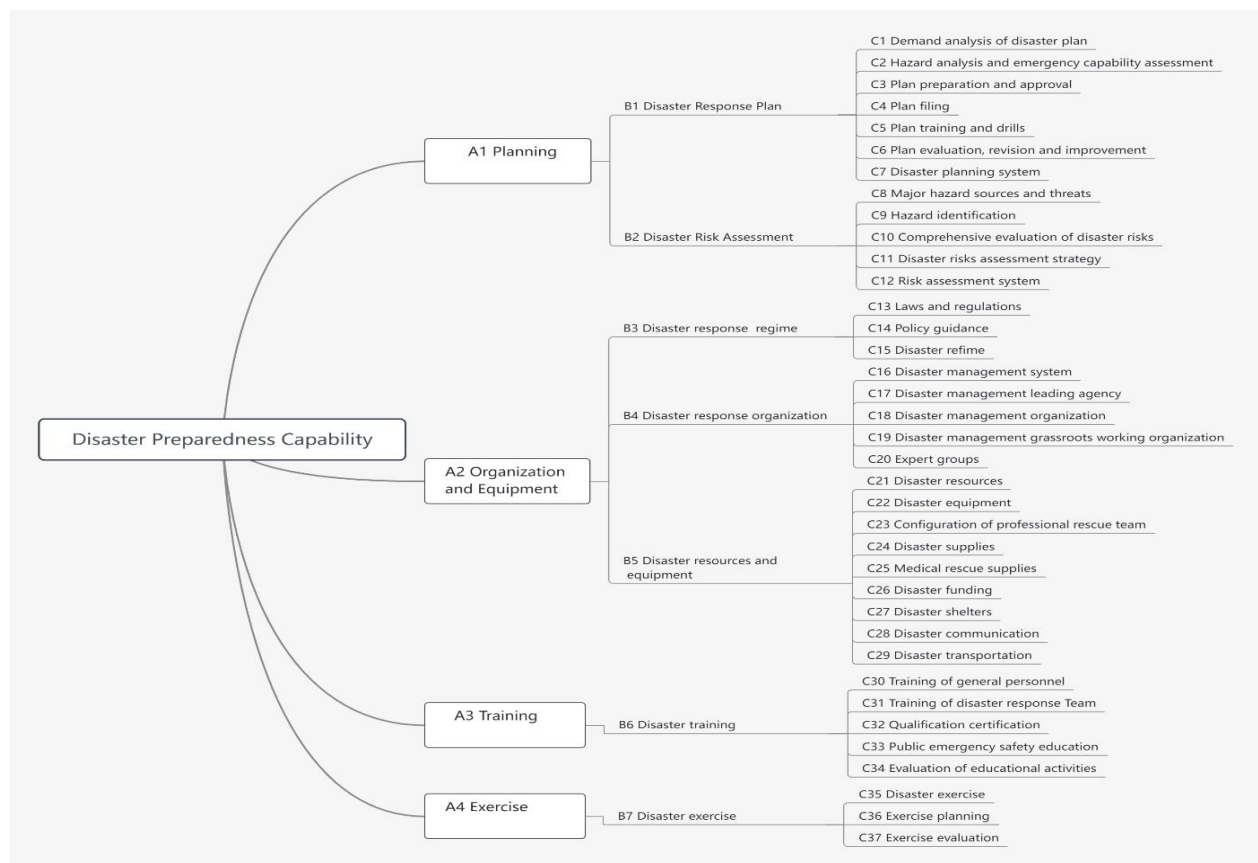 Disaster Preparedness Capability
A1 Planning
B1 Disaster Response Plan
C1 Demand analysis of disaster plan
C2 Hazard analysis and emergency capability assessment
C3 Plan preparation and approval
C4 Plan filing
C5 Plan training and drills
C6 Plan evaluation, revision and improvement
C7 Disaster planning system
B2 Disaster Risk Assessment
C8 Major hazard sources and threats
C9 Hazard identification
C10 Comprehensive evaluation of disaster risks
C11 Disaster risks assessment strategy
C12 Risk assessment system
A2 Organization
and Equipment
B3 Disaster response regime
C13 Laws and regulations
C14 Policy guidance
C15 Disaster refime
B4 Disaster response organization
C16 Disaster management system
C17 Disaster management leading agency
C18 Disaster management organization
C19 Disaster management grassroots working organization
C20 Expert groups
B5 Disaster resources and
equipment
C21 Disaster resources
C22 Disaster equipment
C23 Configuration of professional rescue team
C24 Disaster supplies
C25 Medical rescue supplies
C26 Disaster funding
C27 Disaster shelters
C28 Disaster communication
C29 Disaster transportation
A3 Training
B6 Disaster training
C30 Training of general personnel
C31 Training of disaster response Team
C32 Qualification certification
C33 Public emergency safety education
C34 Evaluation of educational activities
A4 Exercise
B7 Disaster exercise
C35 Disaster exercise
C36 Exercise planning
C37 Exercise evaluation